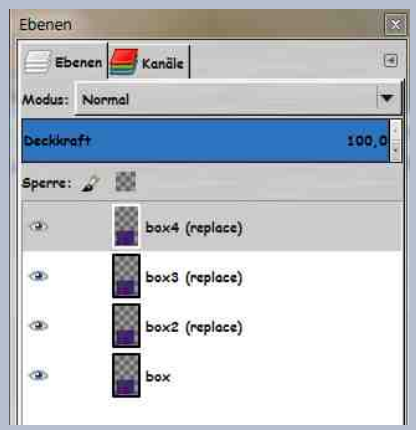 Ebenen
Ebenen Kanäle
Modus: Normal
Deckkraft 100,0
Sperre:
box4 (replace)
box3 (replace)
box2 (replace)
box